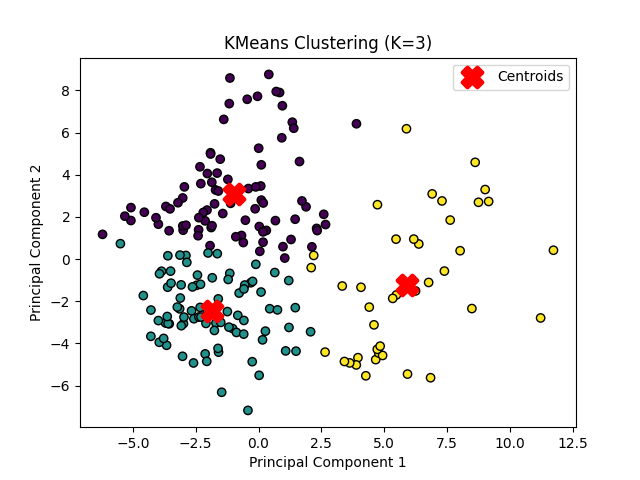 KMeans Clustering (K=3)
Centroids
8
6
4
2
0
−2
−4
−6
Principal Component 2
−5.0 −2.5 0.0 2.5 5.0 7.5 10.0 12.5
Principal Component 1